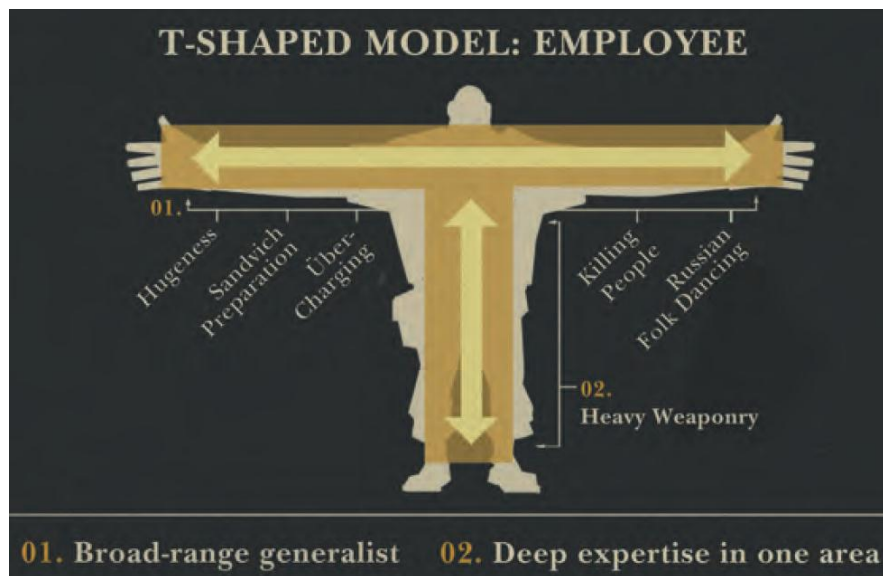 T-SHAPED MODEL: EMPLOYEE
01.
Hugeness
Sandvich
Preparation
Über-
Charging
Killing
People
Russian
Folk Dancing
02.
Heavy Weaponry
01. Broad-range generalist
02. Deep expertise in one area